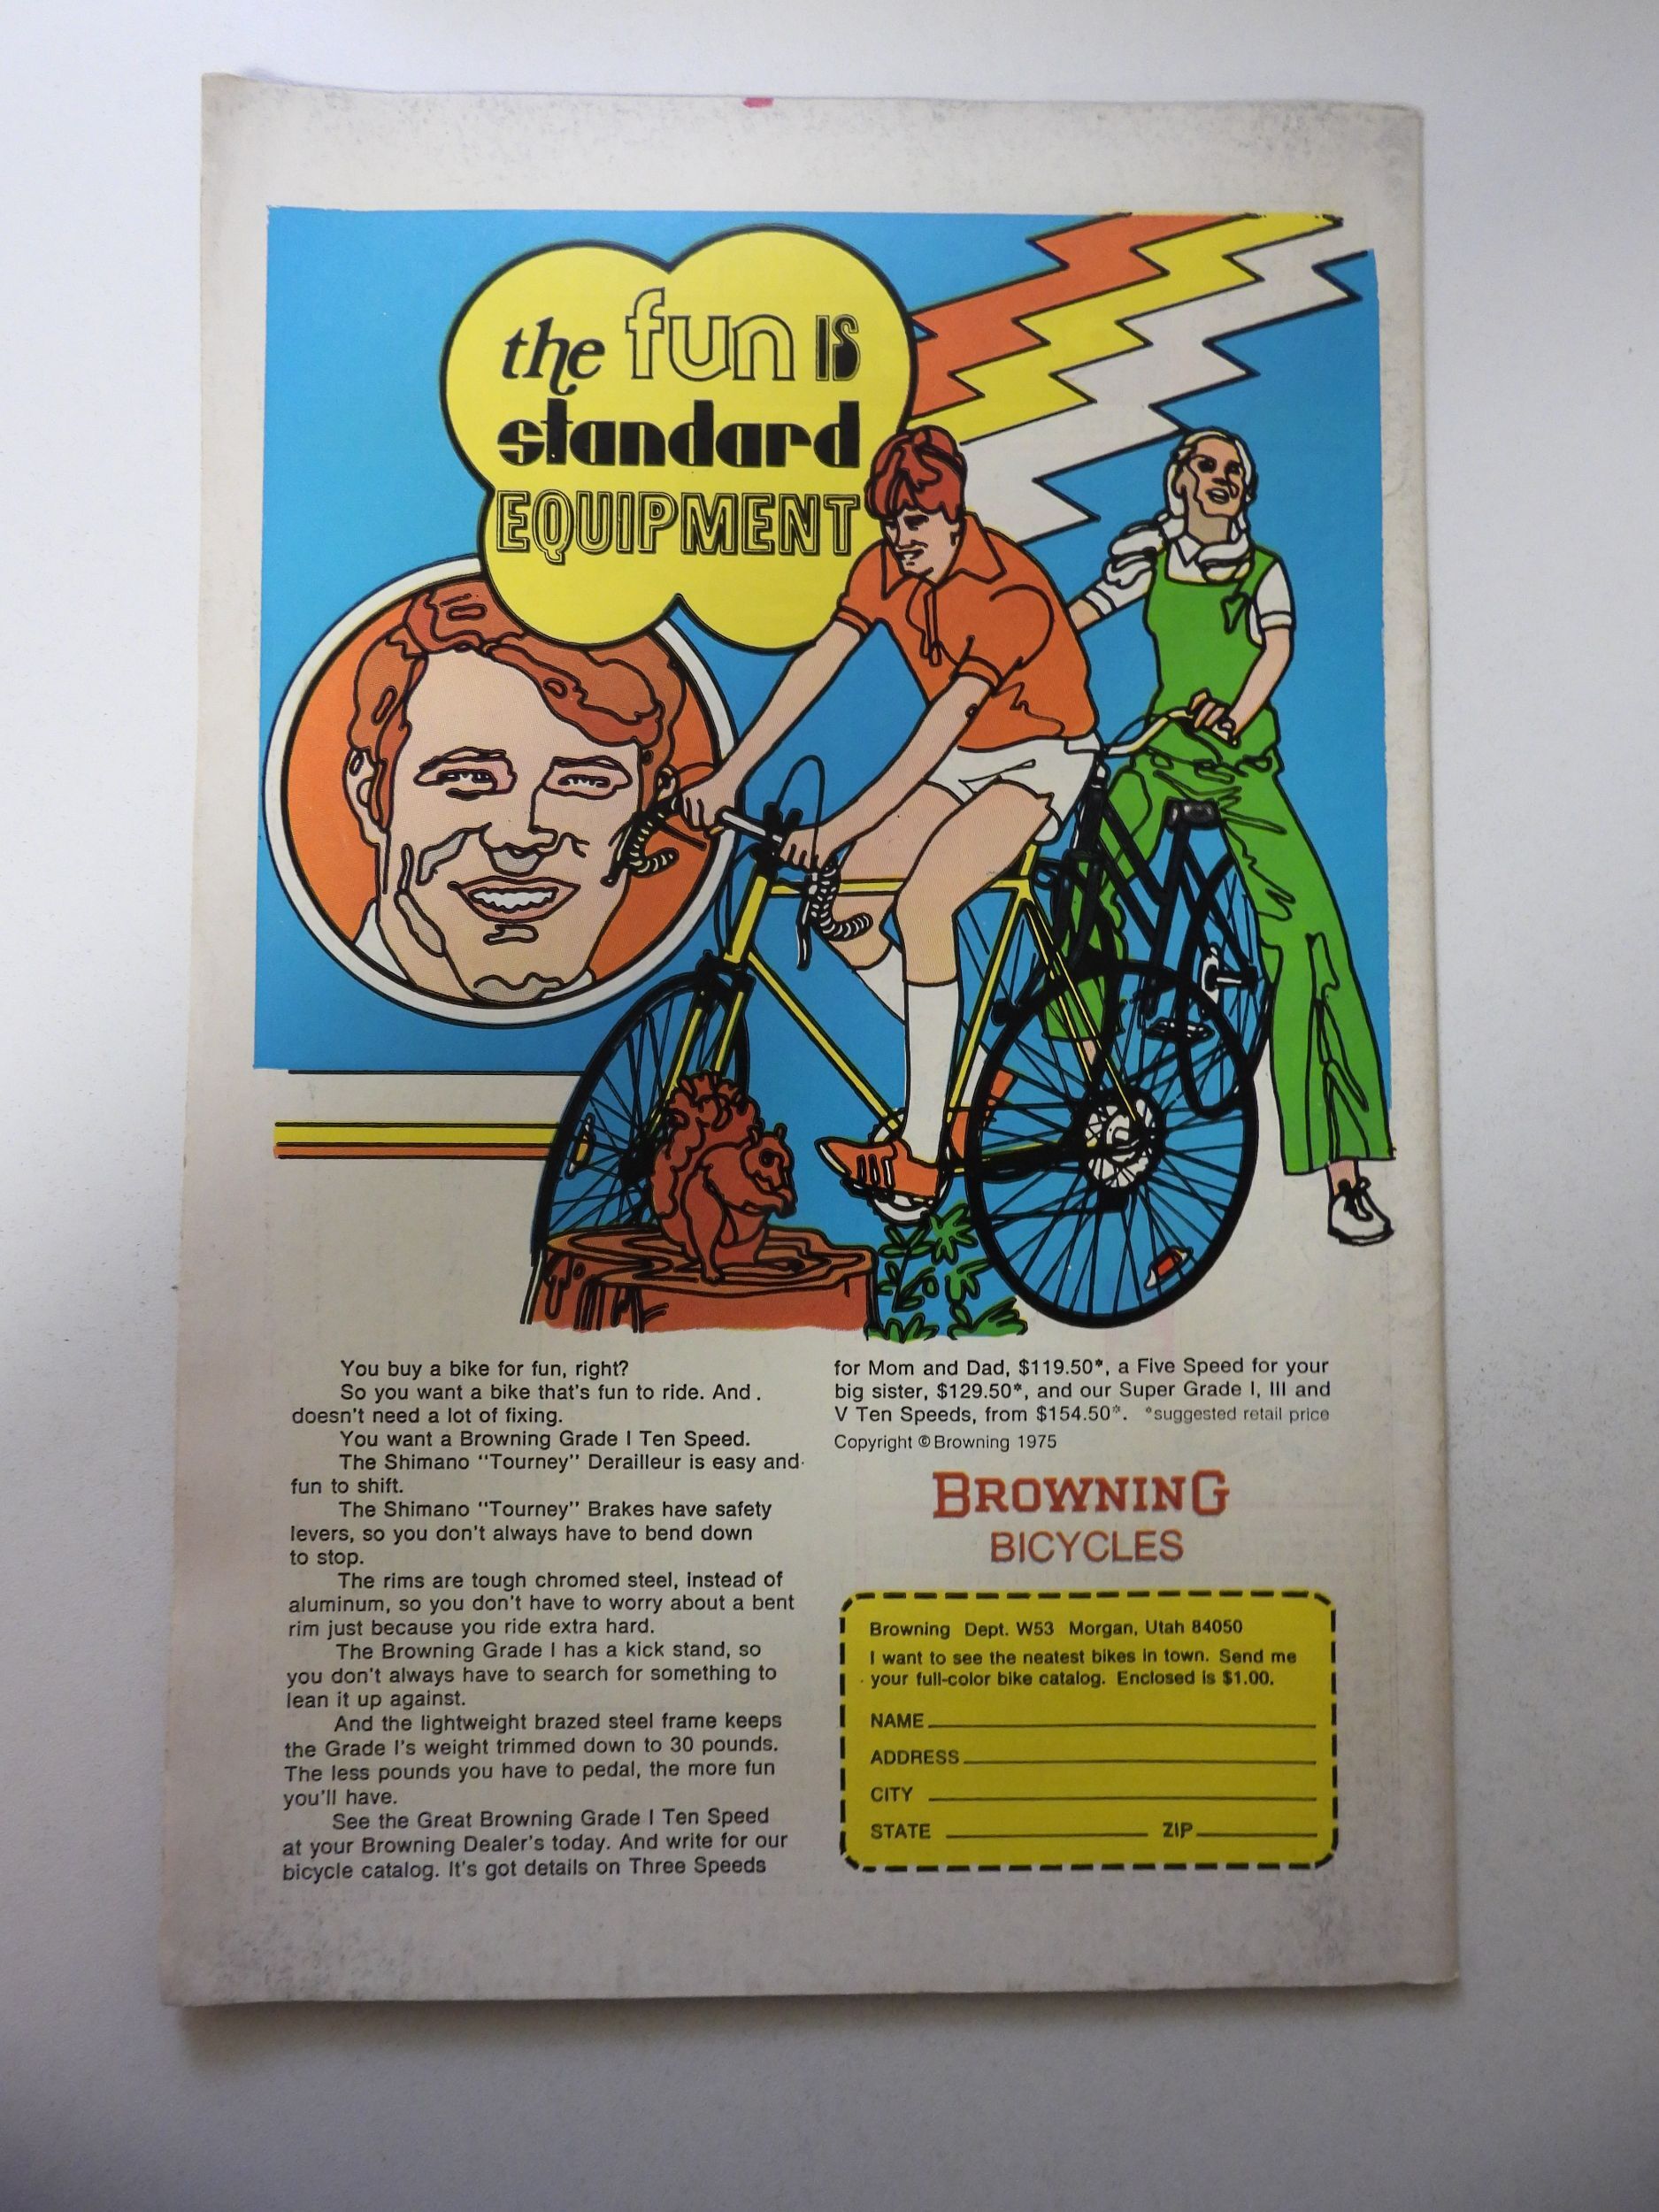 the fun IS
standard
EQUIPMENT
You buy a bike for fun, right?
So you want a bike that's fun to ride. And
doesn't need a lot of fixing.
You want a Browning Grade I Ten Speed.
The Shimano "Tourney" Derailleur is easy and
fun to shift.
The Shimano "Tourney" Brakes have safety
levers, so you don't always have to bend down
to stop.
The rims are tough chromed steel, instead of
aluminum, so you don't have to worry about a bent
rim just because you ride extra hard.
The Browning Grade I has a kick stand, so
you don't always have to search for something to
lean it up against.
And the lightweight brazed steel frame keeps
the Grade I's weight trimmed down to 30 pounds.
The less pounds you have to pedal, the more fun
you'll have.
See the Great Browning Grade I Ten Speed
at your Browning Dealer's today. And write for our
bicycle catalog. It's got details on Three Speeds
for Mom and Dad, $119.50*, a Five Speed for your
big sister, $129.50*, and our Super Grade I, III and
V Ten Speeds, from $154.50*. *suggested retail price
Copyright © Browning 1975
BROWNING
BICYCLES
Browning Dept. W53 Morgan, Utah 84050
I want to see the neatest bikes in town. Send me
your full-color bike catalog. Enclosed is $1.00.
NAME
ADDRESS
CITY
STATE ZIP